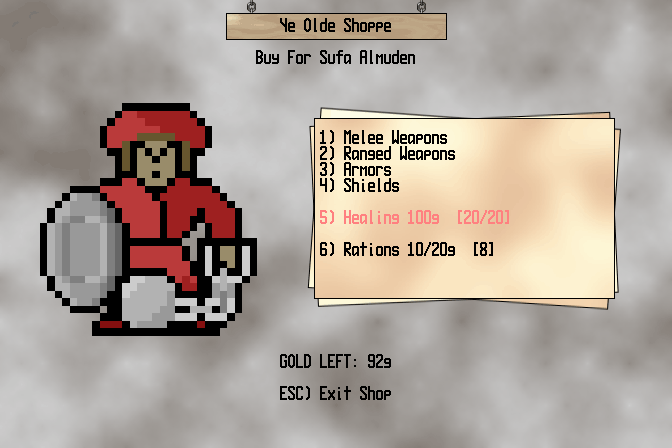 Ye Olde Shoppe
Buy For Sufa Almuden
1) Melee Weapons
2) Ranged Weapons
3) Armors
4) Shields
5) Healing 100g [20/20]
6) Rations 10/20g [8]
GOLD LEFT: 92g
ESC) Exit Shop